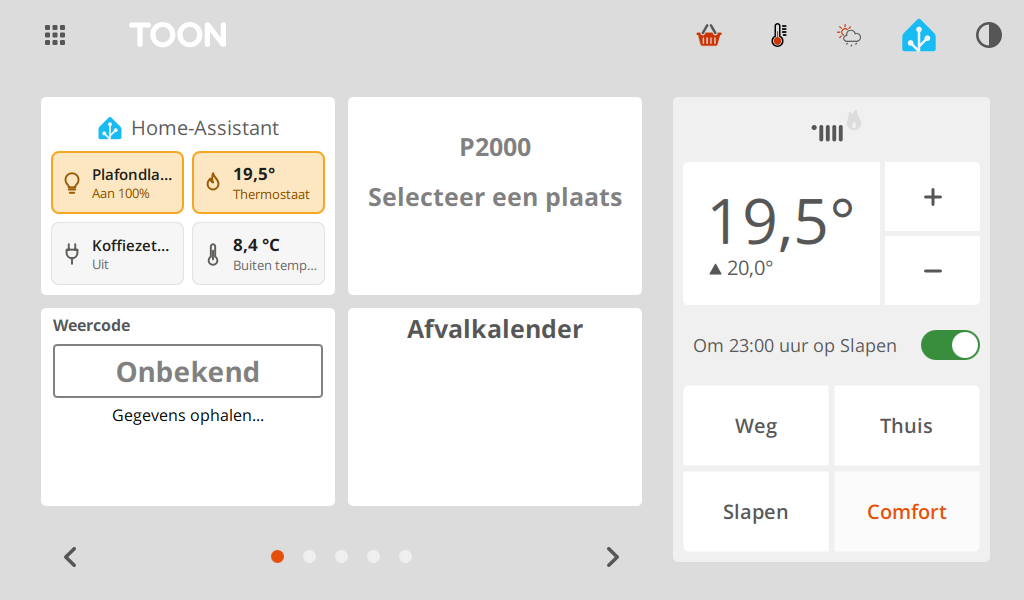 TOON
Home-Assistant
Plafondla...
Aan 100%
19,5°
Thermostaat
Koffiezet...
Uit
8,4 °C
Buiten temp...
P2000
Selecteer een plaats
Weercode
Onbekend
Gegevens ophalen...
Afvalkalender
19,5°
20,0°
+
−
Om 23:00 uur op Slapen
Weg
Thuis
Slapen
Comfort